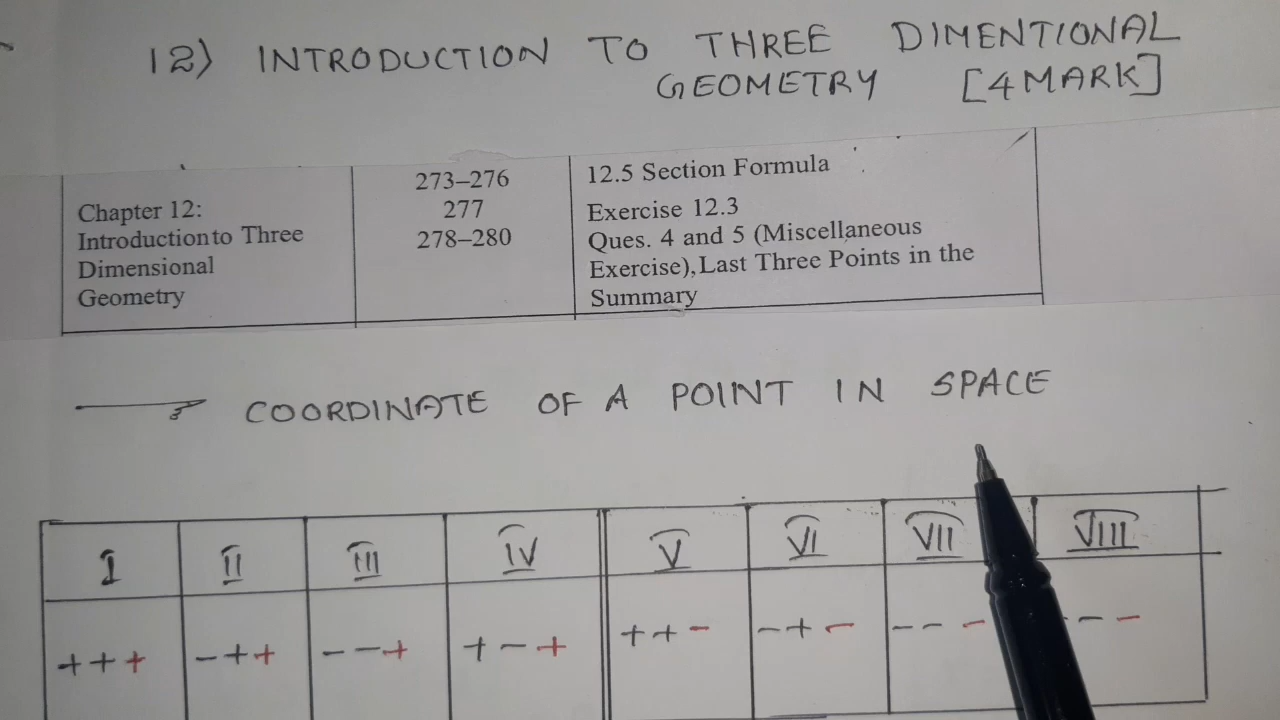 12) INTRODUCTION TO THREE DIMENTIONAL
GEOMETRY [4 MARK]
Chapter 12:
Introduction to Three
Dimensional
Geometry
273–276
277
278–280
12.5 Section Formula
Exercise 12.3
Ques. 4 and 5 (Miscellaneous
Exercise), Last Three Points in the
Summary
COORDINATE OF A POINT IN SPACE
I II III IV V VI VII VIII
+++ -++ --+ +-+ ++- -+- --- --